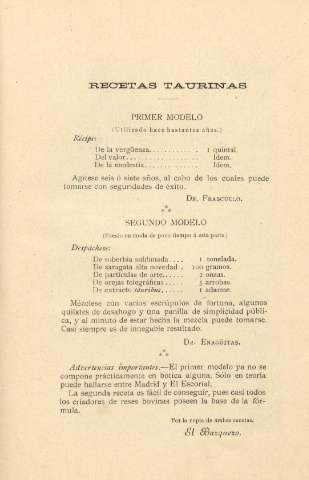 RECETAS TAURINAS
PRIMER MODELO
(Utilizado hace bastantes años.)
Récipe:
De la vergüenza............ 1 quintal.
Del valor................ Idem.
De la modestia............ Idem.
Agítese seis ó siete años, al cabo de los cuales puede
tomarse con seguridades de éxito.
DR. FRASCUELO.
SEGUNDO MODELO
(Puesto en moda de poco tiempo á esta parte.)
Despáchese:
De soberbia sublimada.... 1 tonelada.
De zaragata alta novedad . 100 gramos.
De partículas de arte...... 2 onzas.
De orejas telegráficas..... 5 arrobas.
De extracto 1 adarme.
Mézclese con varios escrúpulos de fortuna, algunos
quilates de desahogo y una pastilla de simplicidad públi-
ca, y al minuto de estar hecha la mezcla puede tomarse.
Casi siempre es de innegable resultado.
DR.
Advertencias importantes.—El primer modelo ya no se
compone prácticamente en botica alguna. Sólo en teoría
puede hallarse entre Madrid y El Escorial.
La segunda receta es fácil de conseguir, pues casi todos
los criadores de reses bovinas poseen la base de la fór-
mula.
Por la copia de ambas recetas,
El Barquero.